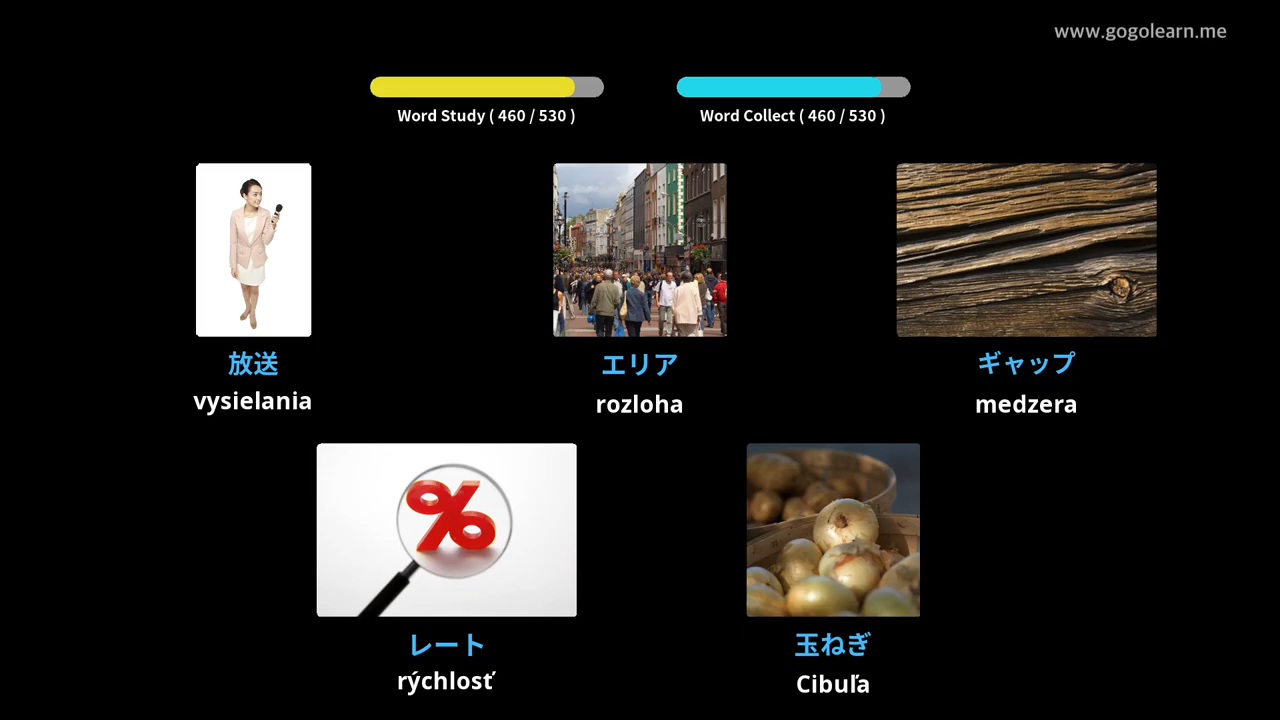 www.gogolearn.me
Word Study ( 460 / 530 )
Word Collect ( 460 / 530 )
放送
vysielania
エリア
rozloha
ギャップ
medzera
%
レート
rýchlosť
玉ねぎ
Cibuľa